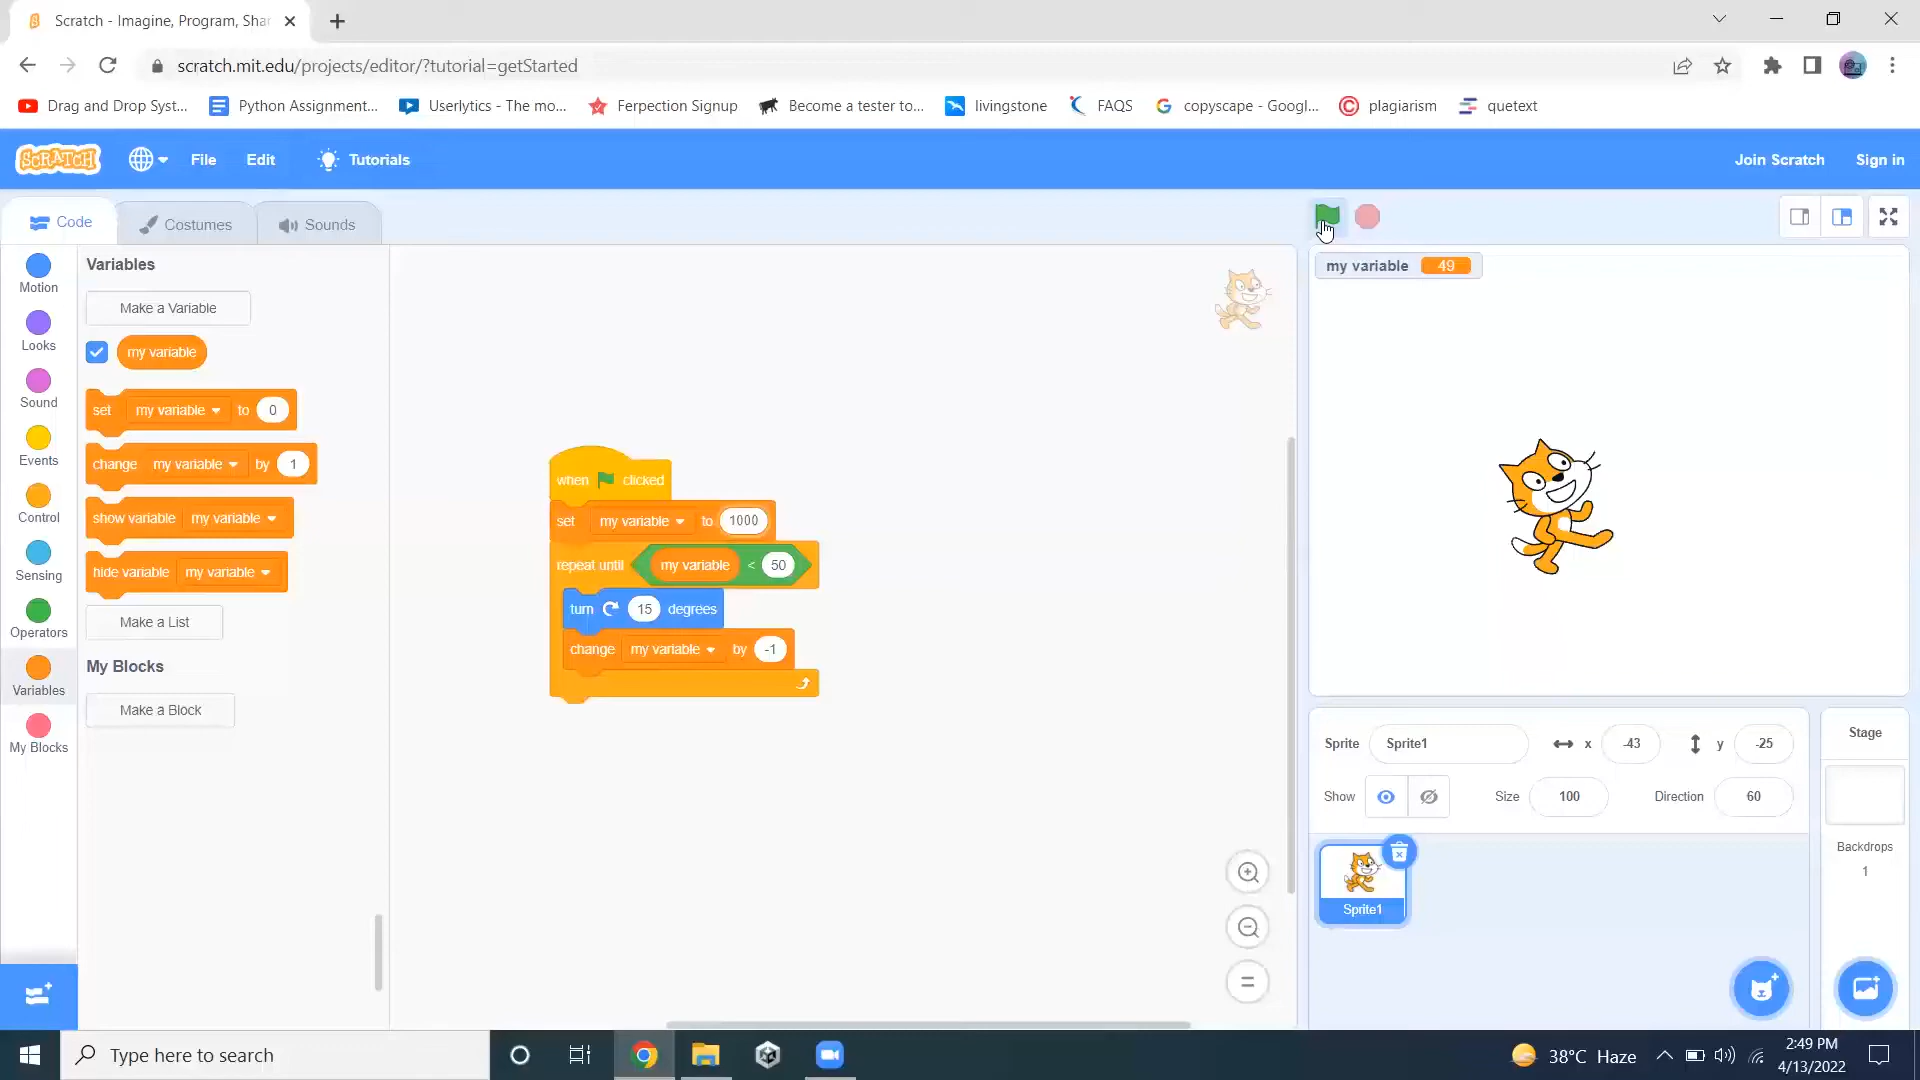 Scratch - Imagine, Program, Shar
scratch.mit.edu/projects/editor/?tutorial=getStarted
Drag and Drop Syst... Python Assignment... Userlytics - The mo... Ferpection Signup Become a tester to... livingstone FAQS copyscape - Googl... plagiarism quetext
SCRATCH File Edit Tutorials Join Scratch Sign in
Code Costumes Sounds
Motion
Looks
Sound
Events
Control
Sensing
Operators
Variables
My Blocks
Variables
Make a Variable
my variable
set my variable to 0
change my variable by 1
show variable my variable
hide variable my variable
Make a List
My Blocks
Make a Block
when clicked
set my variable to 1000
repeat until my variable < 50
turn 15 degrees
change my variable by -1
my variable 49
Sprite Sprite1 x -43 y -25
Show Size 100 Direction 60
Sprite1
Stage
Backdrops
1
Type here to search
38°C Haze
2:49 PM
4/13/2022